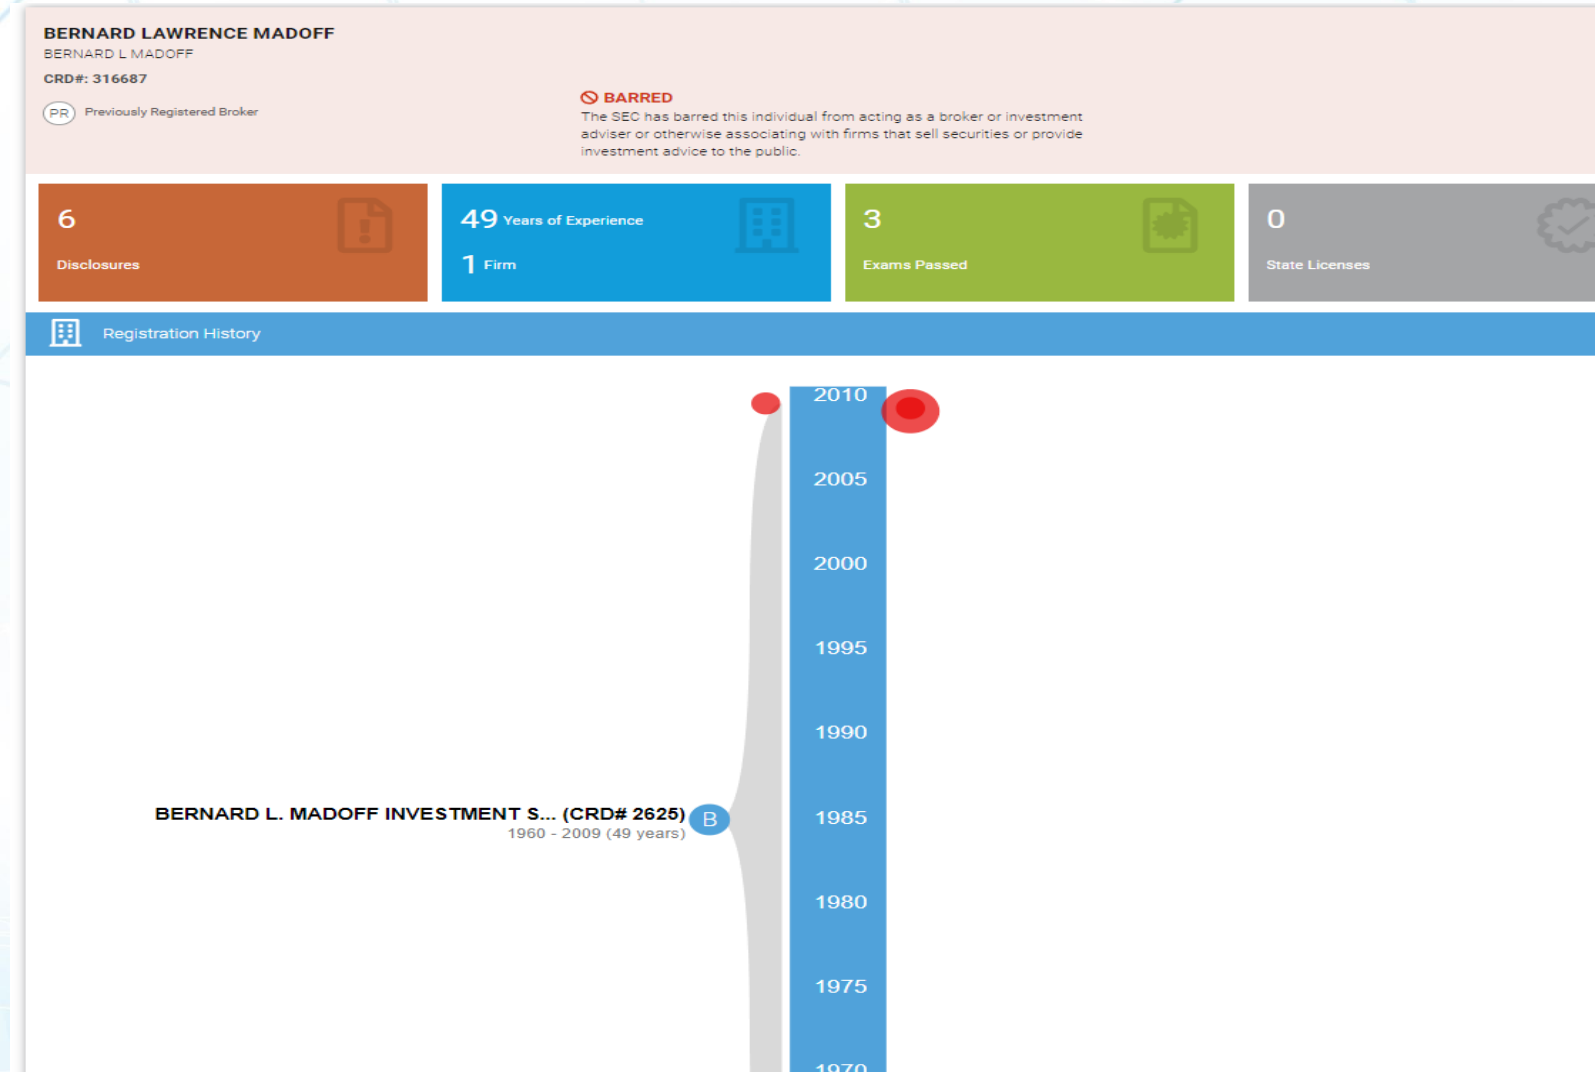 BERNARD LAWRENCE MADOFF
BERNARD L MADOFF
CRD#: 316687
PR Previously Registered Broker
BARRED
The SEC has barred this individual from acting as a broker or investment
adviser or otherwise associating with firms that sell securities or provide
investment advice to the public.
6
Disclosures
49 Years of Experience
1 Firm
3
Exams Passed
0
State Licenses
Registration History
2010
2005
2000
1995
1990
BERNARD L. MADOFF INVESTMENT S... (CRD# 2625) B 1985
1960 - 2009 (49 years)
1980
1975
1970